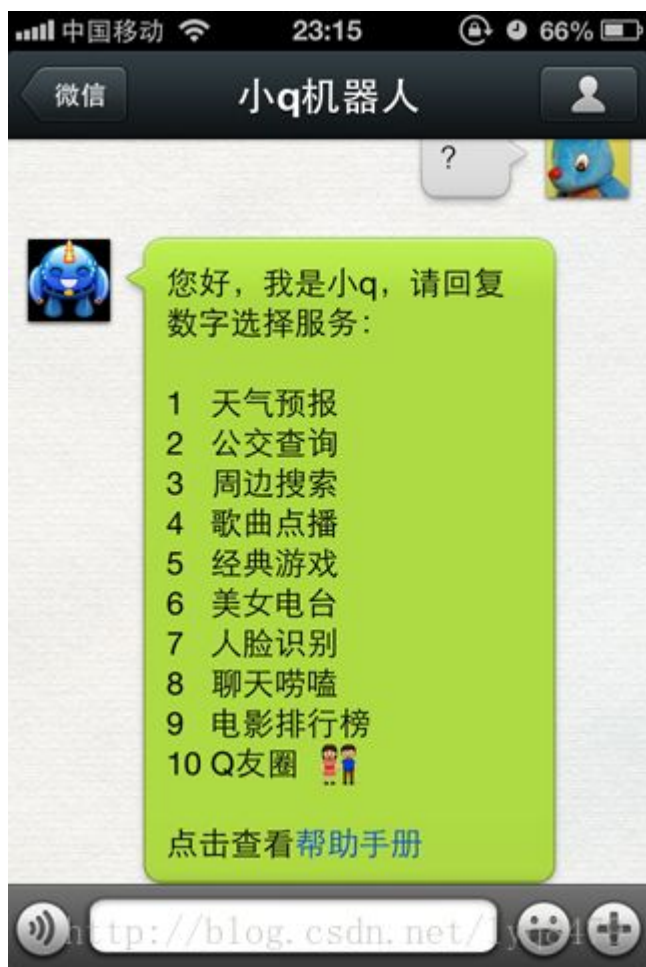 中国移动 23:15 66%
微信 小q机器人
?
您好，我是小q，请回复
数字选择服务：
1 天气预报
2 公交查询
3 周边搜索
4 歌曲点播
5 经典游戏
6 美女电台
7 人脸识别
8 聊天唠嗑
9 电影排行榜
10 Q友圈
点击查看帮助手册
http://blog.csdn.net/